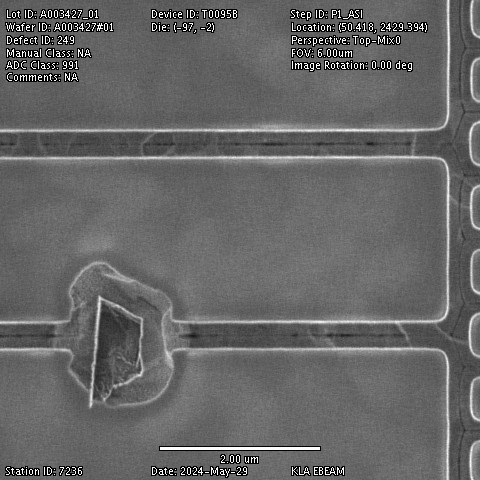 Lot ID: A003427_01
Wafer ID: A003427#01
Defect ID: 249
Manual Class: NA
ADC Class: 991
Comments: NA
Device ID: T0095B
Die: (-97, -2)
Step ID: P1_ASI
Location: (50.418, 2429.394)
Perspective: Top-Mix0
FOV: 6.00um
Image Rotation: 0.00 deg
2.00 um
Station ID: 7236
Date: 2024-May-29
KLA EBEAM